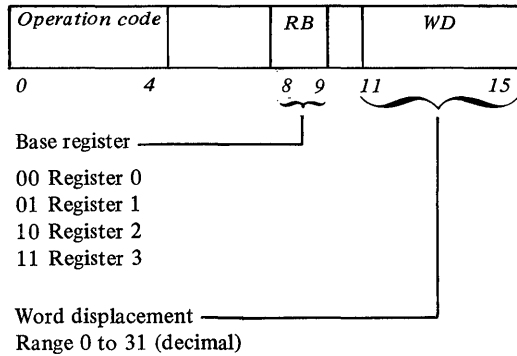 Operation code RB WD
0 4 8 9 11 15
Base register
00 Register 0
01 Register 1
10 Register 2
11 Register 3
Word displacement
Range 0 to 31 (decimal)